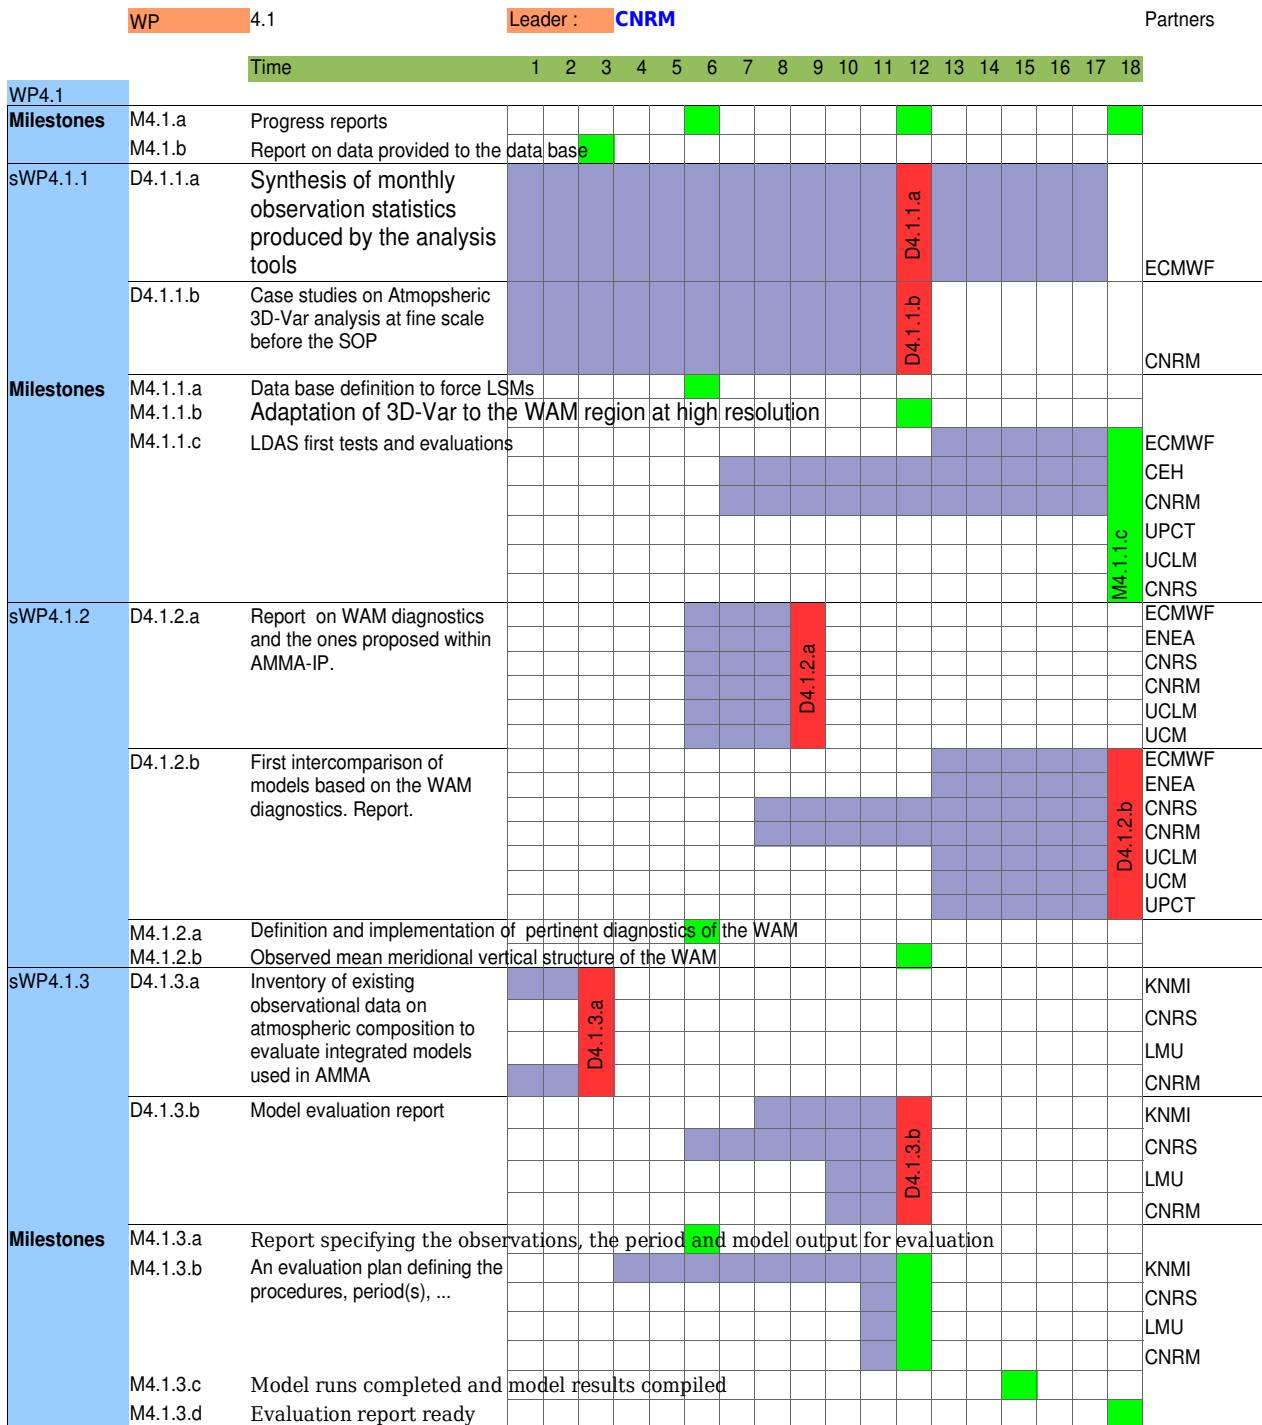 WP 4.1 Leader : CNRM Partners
Time 1 2 3 4 5 6 7 8 9 10 11 12 13 14 15 16 17 18
WP4.1
Milestones M4.1.a Progress reports
M4.1.b Report on data provided to the data base
sWP4.1.1 D4.1.1.a Synthesis of monthly
observation statistics
produced by the analysis
tools
D4.1.1.a
ECMWF
D4.1.1.b Case studies on Atmopsheric
3D-Var analysis at fine scale
before the SOP
D4.1.1.b
CNRM
Milestones M4.1.1.a Data base definition to force LSMs
M4.1.1.b Adaptation of 3D-Var to the WAM region at high resolution
M4.1.1.c LDAS first tests and evaluations ECMWF
CEH
CNRM
UPCT
UCLM
CNRS
M4.1.1.c
sWP4.1.2 D4.1.2.a Report on WAM diagnostics ECMWF
and the ones proposed within ENEA
AMMA-IP. CNRS
CNRM
UCLM
UCM
D4.1.2.a
D4.1.2.b First intercomparison of ECMWF
models based on the WAM ENEA
diagnostics. Report. CNRS
CNRM
UCLM
UCM
UPCT
D4.1.2.b
M4.1.2.a Definition and implementation of pertinent diagnostics of the WAM
M4.1.2.b Observed mean meridional vertical structure of the WAM
sWP4.1.3 D4.1.3.a Inventory of existing KNMI
observational data on
atmospheric composition to CNRS
evaluate integrated models LMU
used in AMMA CNRM
D4.1.3.a
D4.1.3.b Model evaluation report KNMI
CNRS
LMU
CNRM
D4.1.3.b
Milestones M4.1.3.a Report specifying the observations, the period and model output for evaluation
M4.1.3.b An evaluation plan defining the KNMI
procedures, period(s), ... CNRS
LMU
CNRM
M4.1.3.c Model runs completed and model results compiled
M4.1.3.d Evaluation report ready